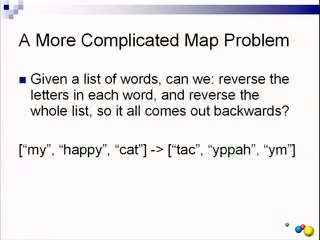 A More Complicated Map Problem
Given a list of words, can we: reverse the
letters in each word, and reverse the
whole list, so it all comes out backwards?
[“my”, “happy”, “cat”] -> [“tac”, “yppah”, “ym”]